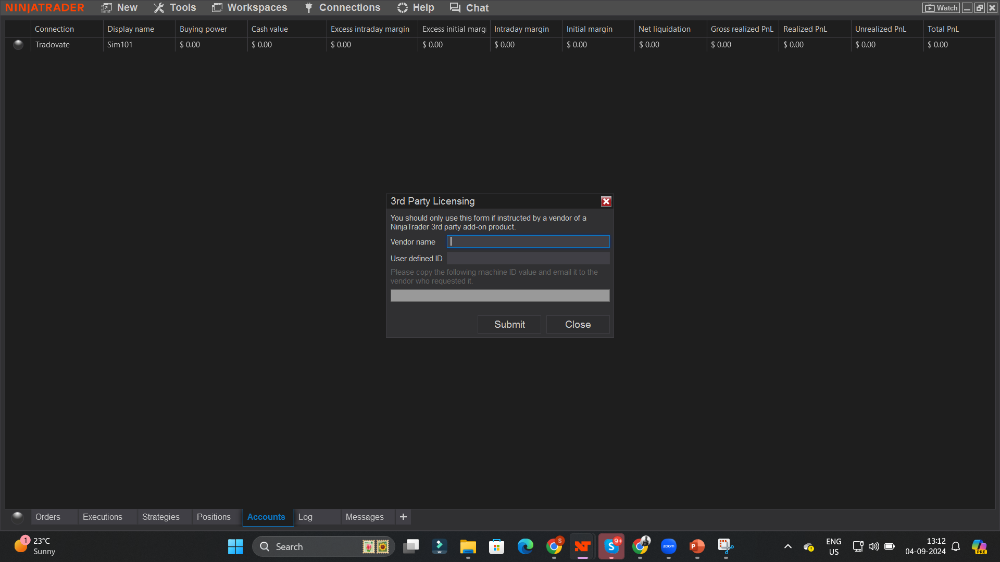 NINJATRADER New Tools Workspaces Connections Help Chat Watch
Connection Display name Buying power Cash value Excess intraday margin Excess initial marg Intraday margin Initial margin Net liquidation Gross realized PnL Realized PnL Unrealized PnL Total PnL
Tradovate Sim101 $ 0.00 $ 0.00 $ 0.00 $ 0.00 $ 0.00 $ 0.00 $ 0.00 $ 0.00 $ 0.00 $ 0.00 $ 0.00
3rd Party Licensing
You should only use this form if instructed by a vendor of a
NinjaTrader 3rd party add-on product.
Vendor name
User defined ID
Please copy the following machine ID value and email it to the
vendor who requested it.
Submit Close
Orders Executions Strategies Positions Accounts Log Messages +
1 23°C
Sunny
Search
S
9+
S
zoom
P
ENG
US
13:12
04-09-2024
PRE